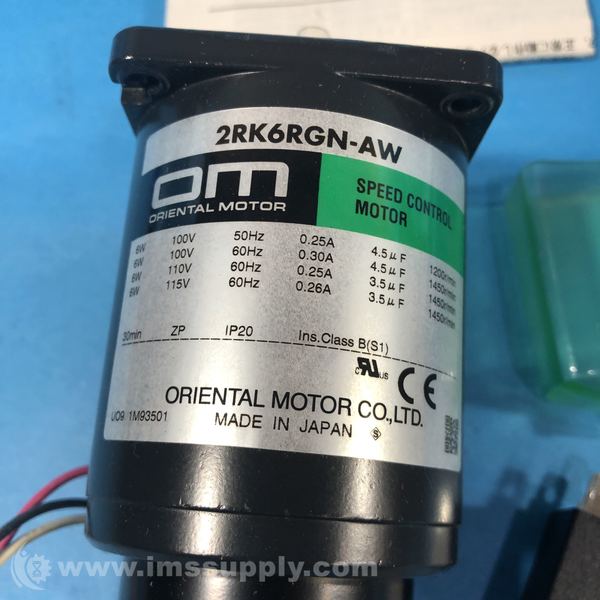 2RK6RGN-AW
om
ORIENTAL MOTOR
SPEED CONTROL
MOTOR
6W 100V 50Hz 0.25A 4.5μF 1200r/min
6W 100V 60Hz 0.30A 4.5μF 1450r/min
6W 110V 60Hz 0.25A 3.5μF 1450r/min
6W 115V 60Hz 0.26A 3.5μF 1450r/min
30min ZP IP20 Ins.Class B(S1)
c RU us CE
ORIENTAL MOTOR CO.,LTD.
U09 1M93501 MADE IN JAPAN S
www.imssupply.com